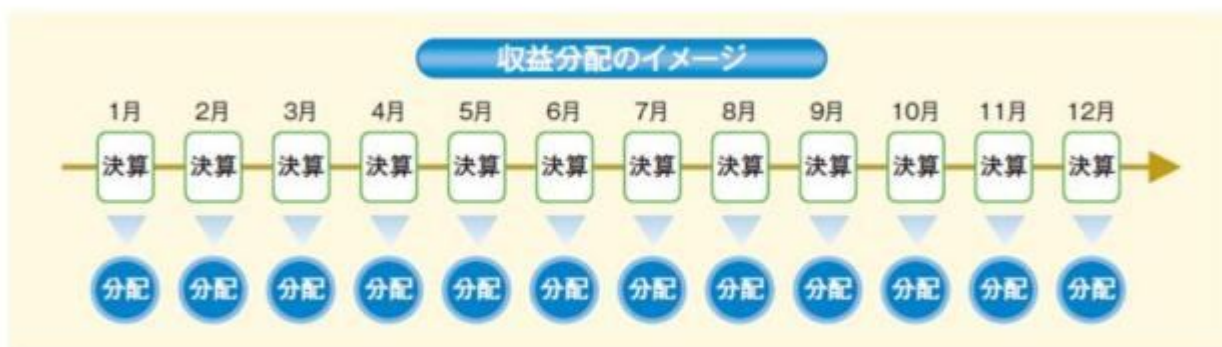 収益分配のイメージ
1月 2月 3月 4月 5月 6月 7月 8月 9月 10月 11月 12月
決算 決算 決算 決算 決算 決算 決算 決算 決算 決算 決算 決算
分配 分配 分配 分配 分配 分配 分配 分配 分配 分配 分配 分配